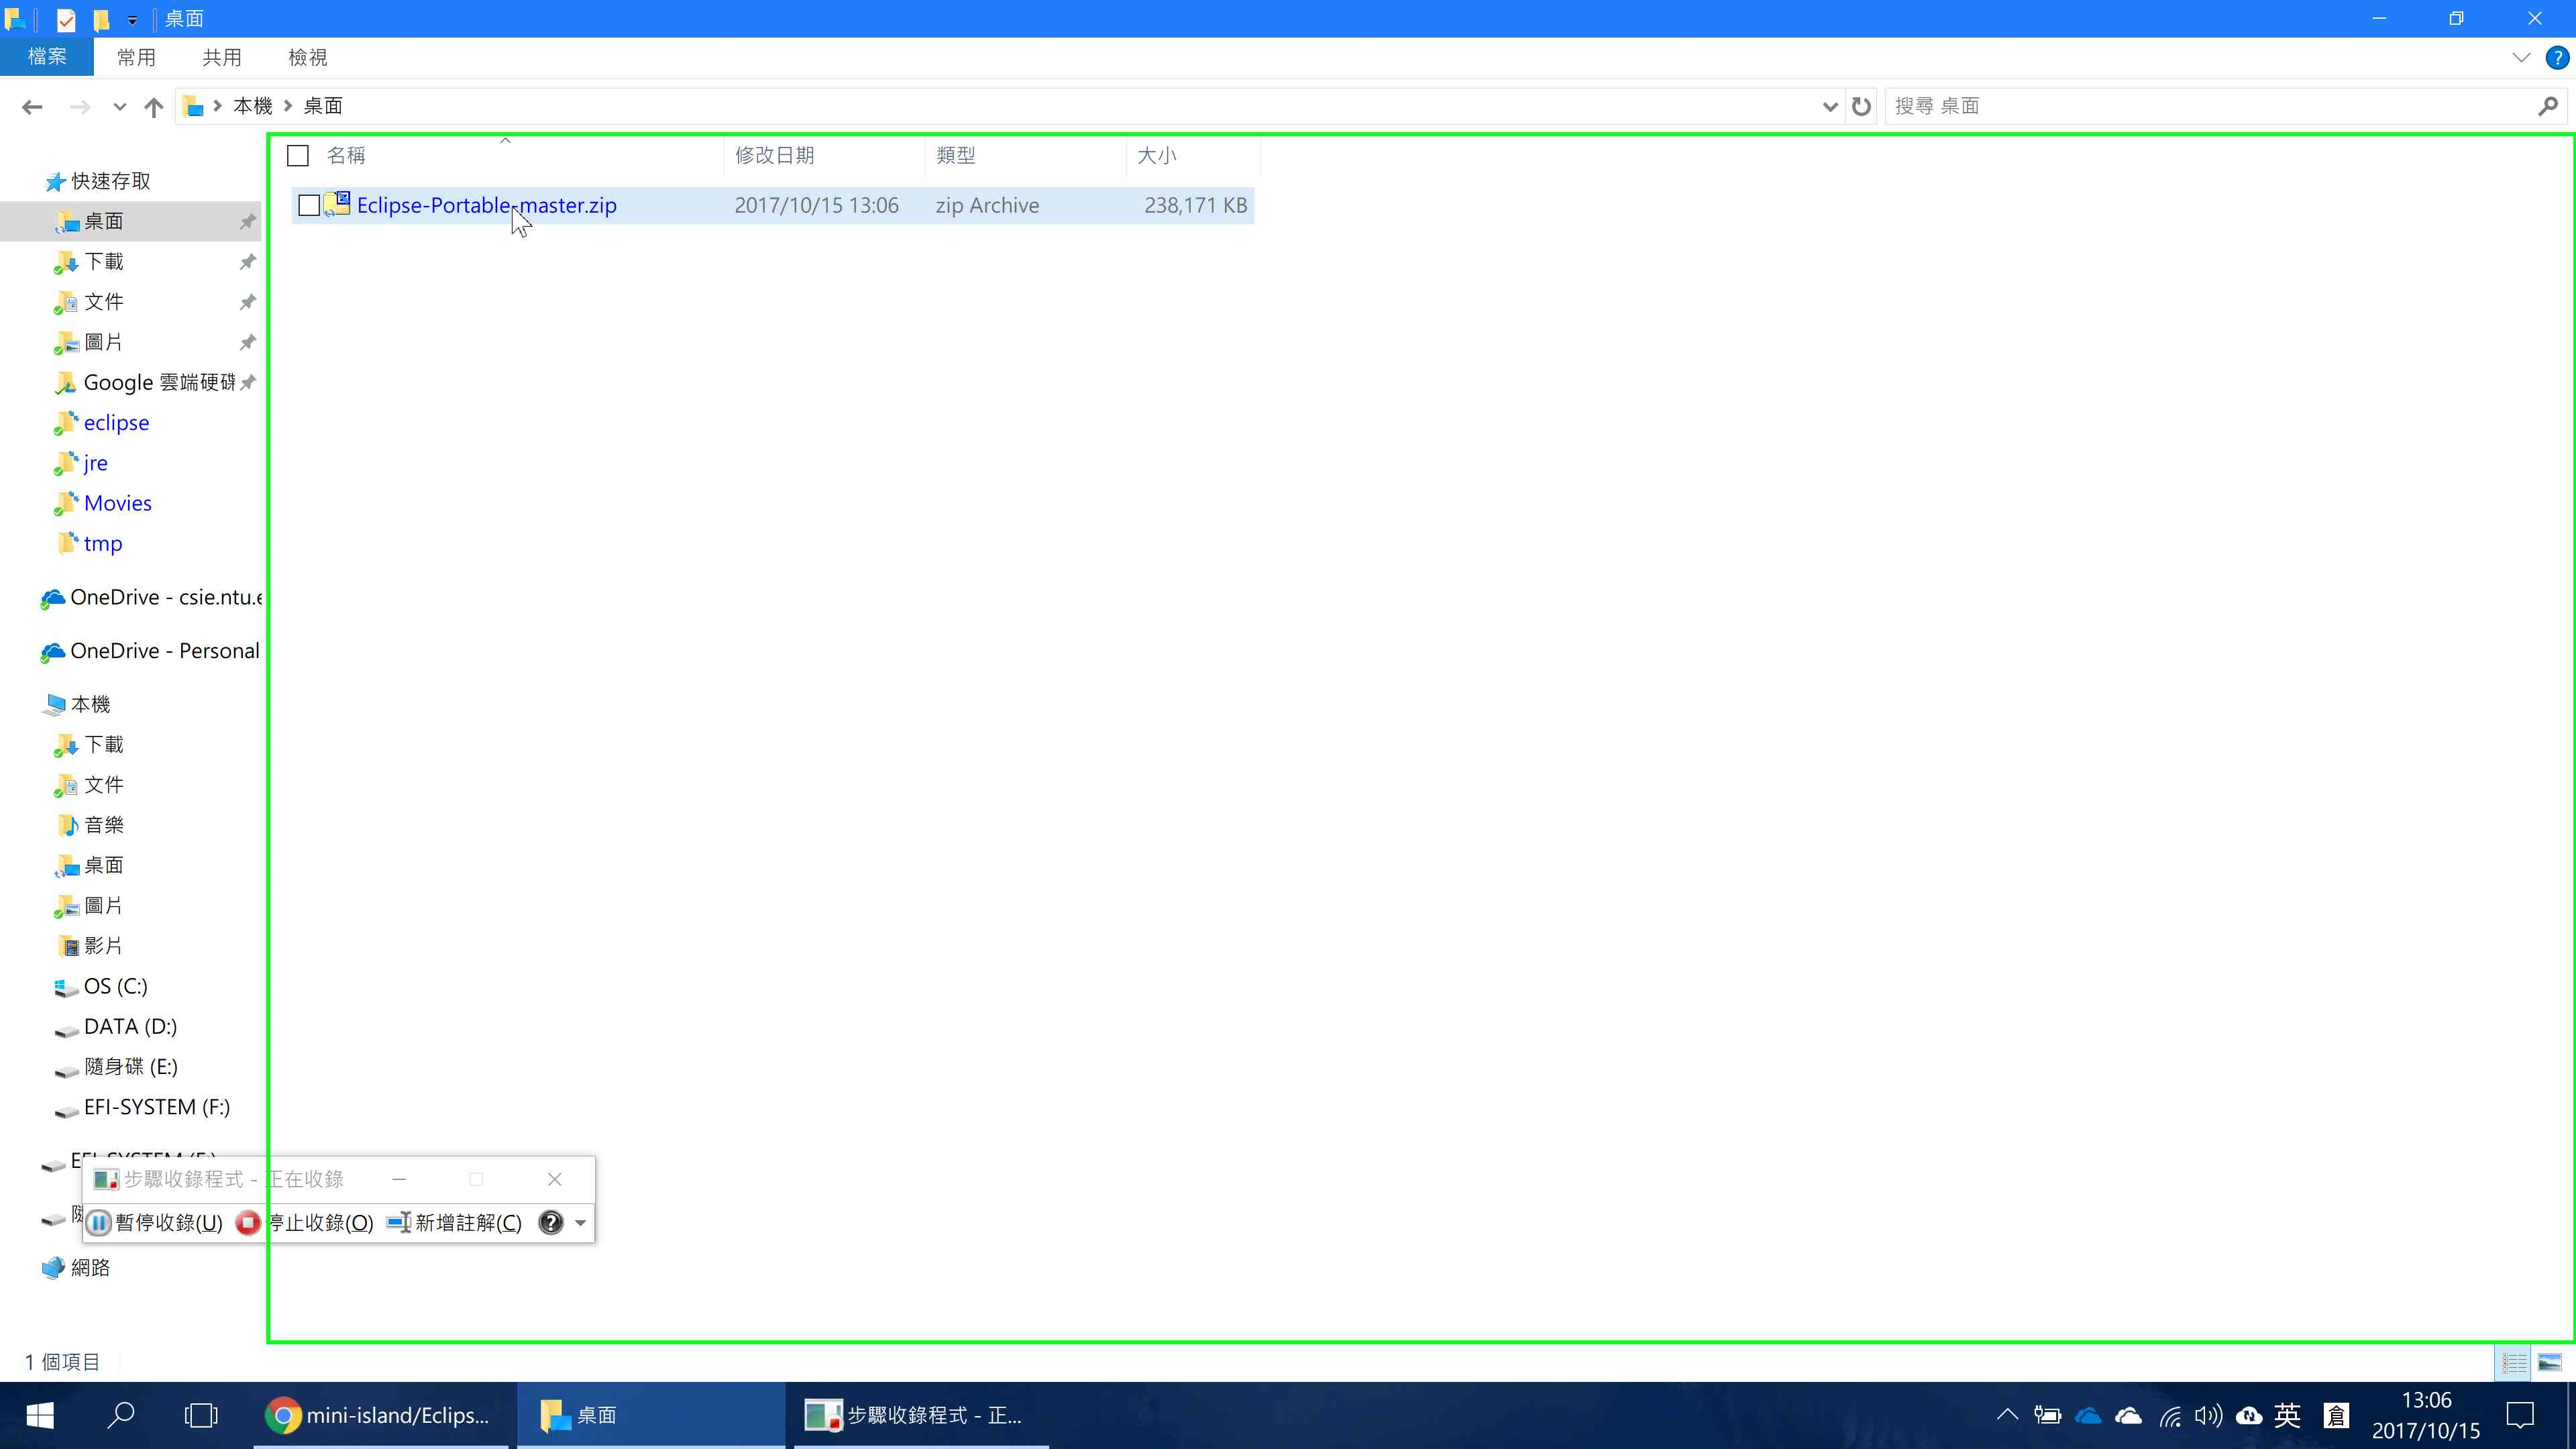 桌面
檔案 常用 共用 檢視
本機 桌面
搜尋 桌面
名稱 修改日期 類型 大小
Eclipse-Portable-master.zip 2017/10/15 13:06 zip Archive 238,171 KB
快速存取
桌面
下載
文件
圖片
Google 雲端硬碟
eclipse
jre
Movies
tmp
OneDrive - csie.ntu.e
OneDrive - Personal
本機
下載
文件
音樂
桌面
圖片
影片
OS (C:)
DATA (D:)
隨身碟 (E:)
EFI-SYSTEM (F:)
步驟收錄程式 - 正在收錄
暫停收錄(U) 停止收錄(O) 新增註解(C)
網路
1 個項目
mini-island/Eclips... 桌面 步驟收錄程式 - 正...
英 倉
13:06
2017/10/15